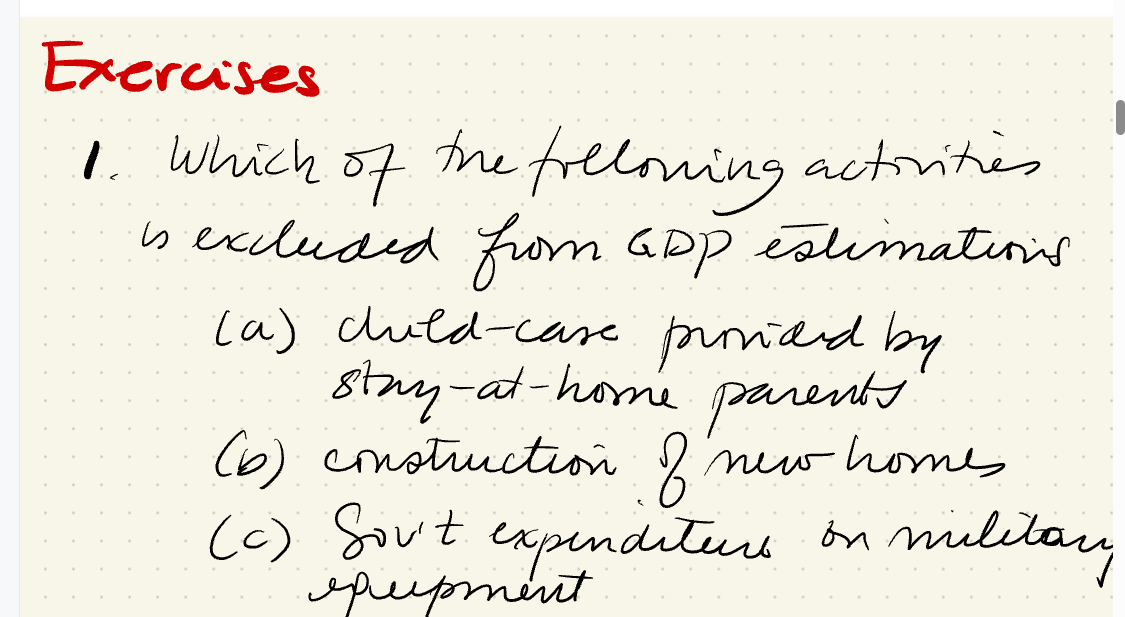 Exercises
1. Which of the following activities
is excluded from GDP estimations
(a) child-care provided by
stay-at-home parents
(b) construction of new homes
(c) Gov't expenditure on military
equipment